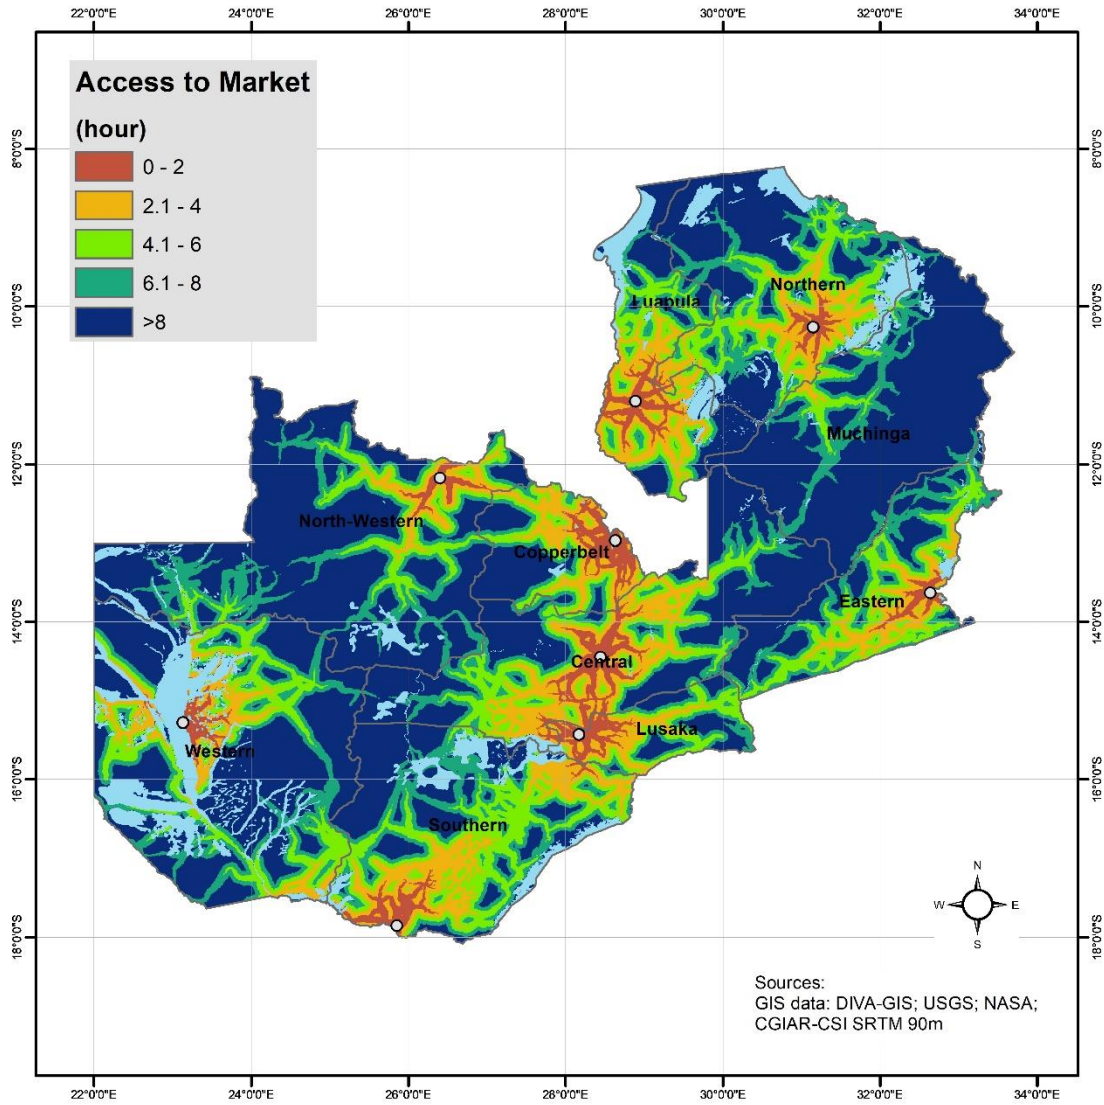 22°0'0"E 24°0'0"E 26°0'0"E 28°0'0"E 30°0'0"E 32°0'0"E 34°0'0"E
Access to Market
(hour)
0 - 2
2.1 - 4
4.1 - 6
6.1 - 8
>8
8°0'0"S 8°0'0"S
10°0'0"S 10°0'0"S
12°0'0"S 12°0'0"S
14°0'0"S 14°0'0"S
16°0'0"S 16°0'0"S
18°0'0"S 18°0'0"S
Northern
Luapula
Muchinga
North-Western
Copperbelt
Eastern
Central
Lusaka
Western
Southern
N
W E
S
Sources:
GIS data: DIVA-GIS; USGS; NASA;
CGIAR-CSI SRTM 90m
22°0'0"E 24°0'0"E 26°0'0"E 28°0'0"E 30°0'0"E 32°0'0"E 34°0'0"E